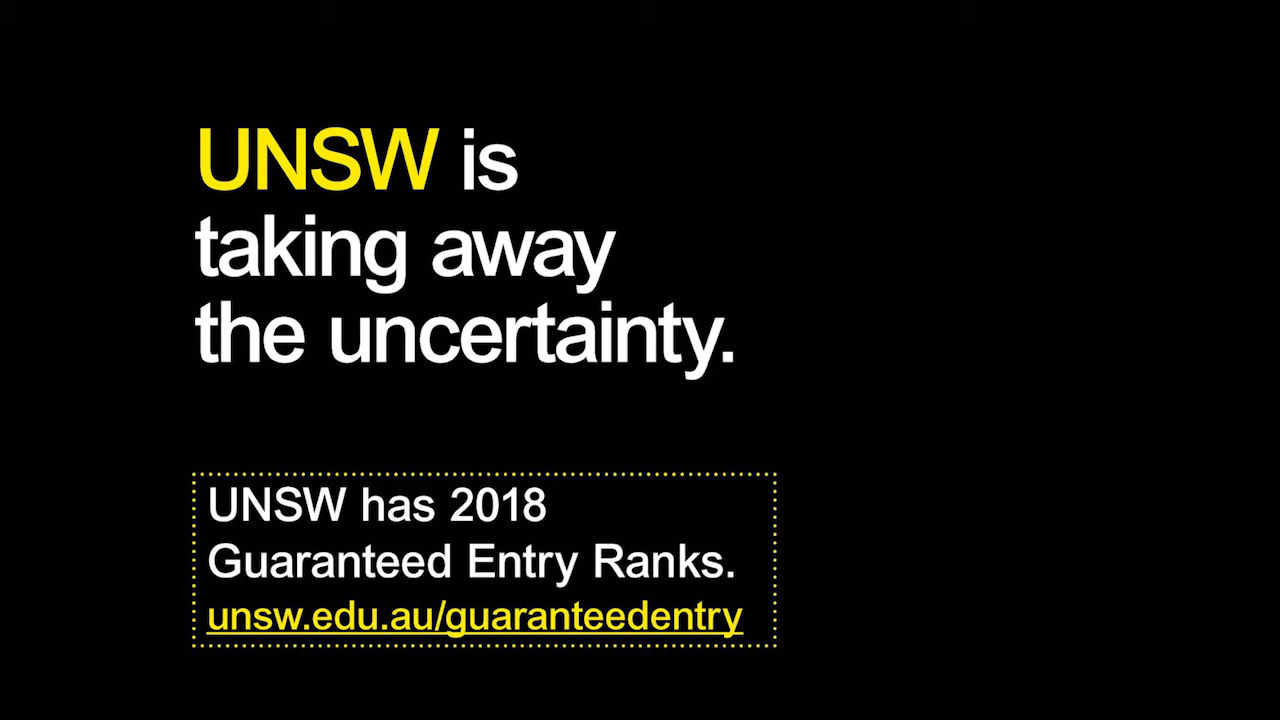 UNSW is
taking away
the uncertainty.
UNSW has 2018
Guaranteed Entry Ranks.
unsw.edu.au/guaranteedentry